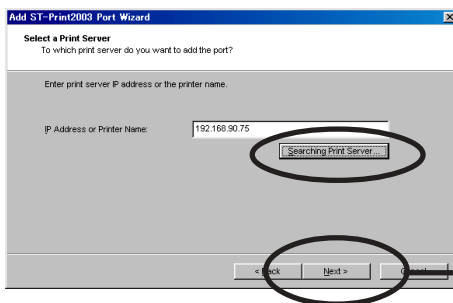 Add ST-Print2003 Port Wizard
Select a Print Server
To which print server do you want to add the port?
Enter print server IP address or the printer name.
IP Address or Printer Name: 192.168.90.75
Searching Print Server...
< Back Next > Cancel